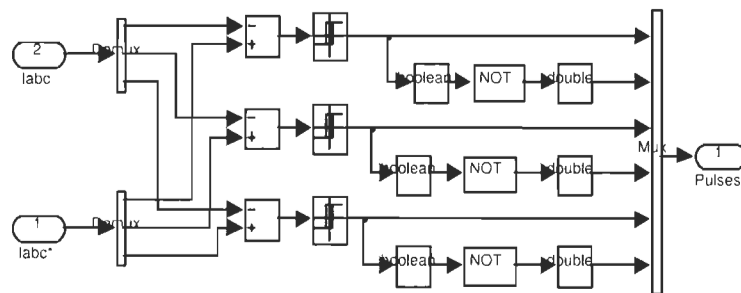 2
Iabc
Demux
-
+
boolean
NOT
double
-
+
boolean
NOT
double
Mux
1
Pulses
1
Iabc*
Demux
-
+
boolean
NOT
double